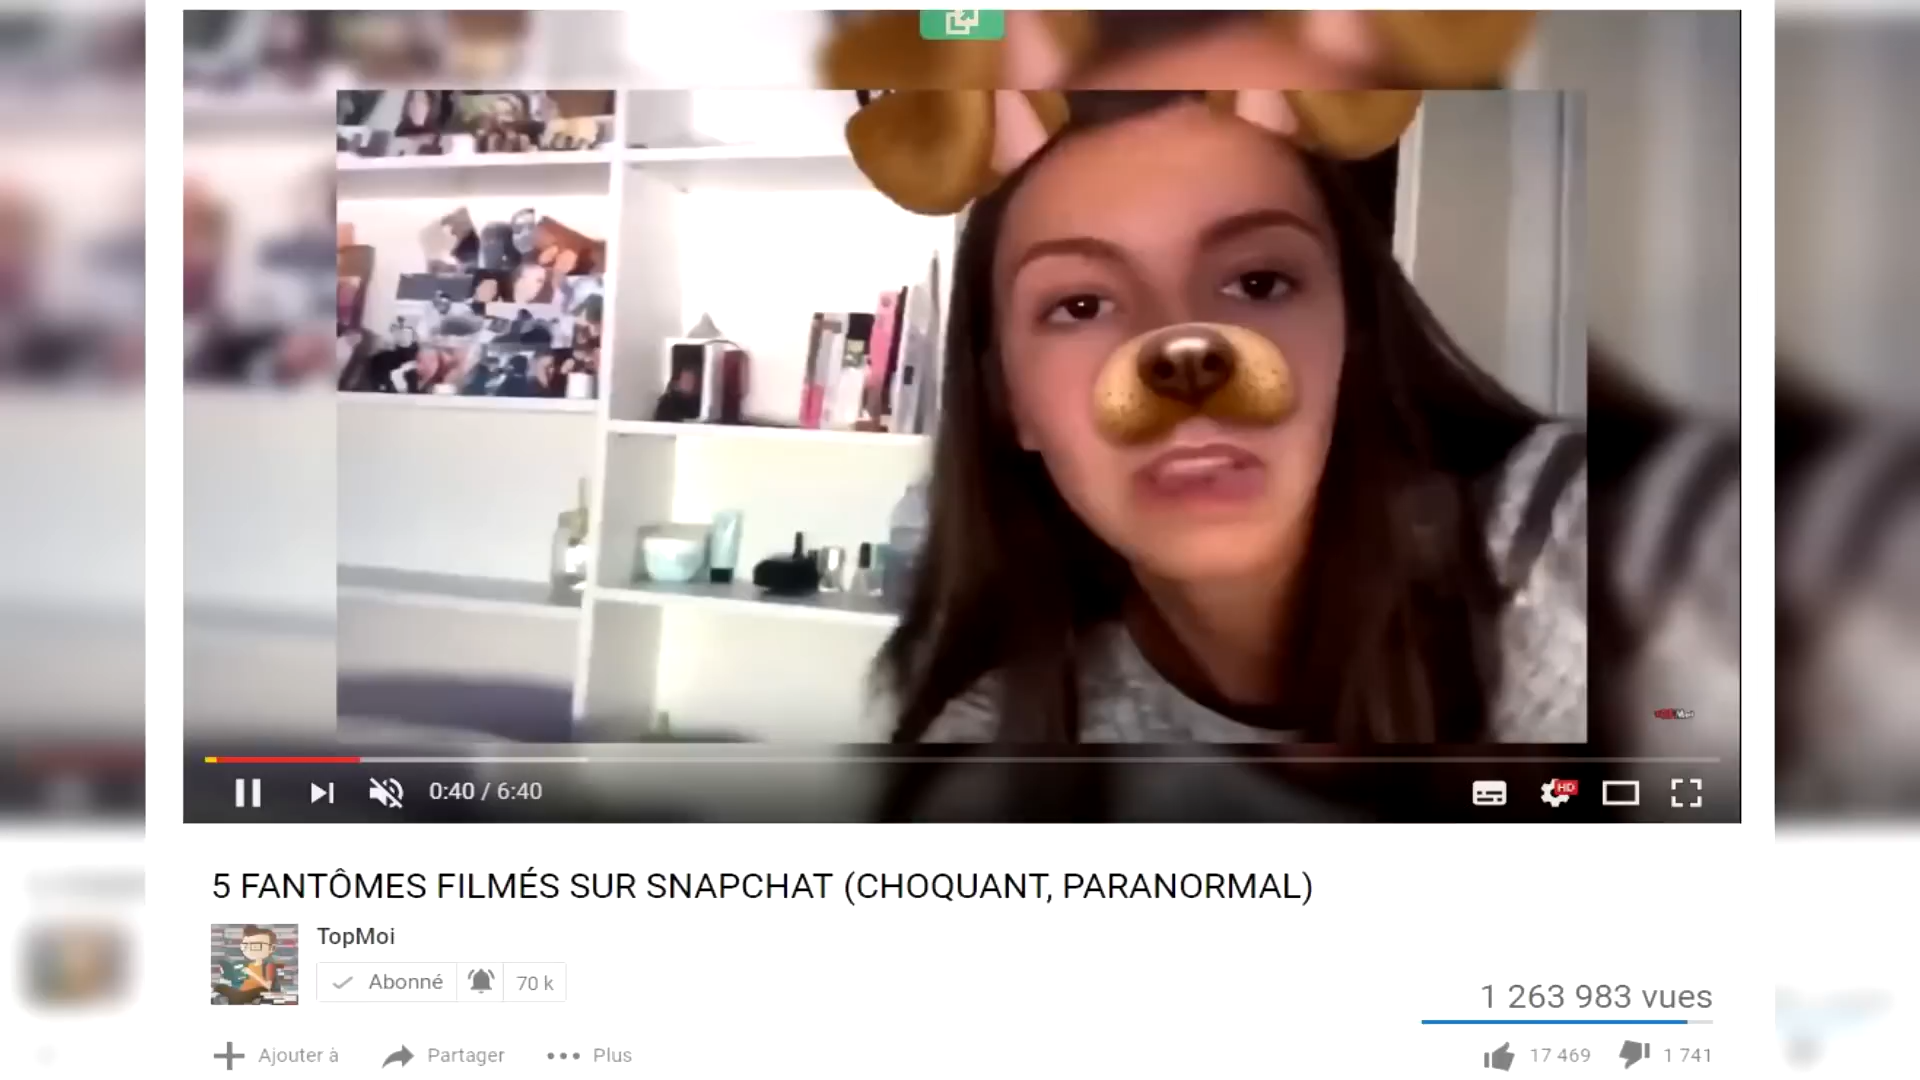 HD
0:40 / 6:40
5 FANTÔMES FILMÉS SUR SNAPCHAT (CHOQUANT, PARANORMAL)
TopMoi
Abonné
70 k
1 263 983 vues
Ajouter à
Partager
Plus
17 469
1 741